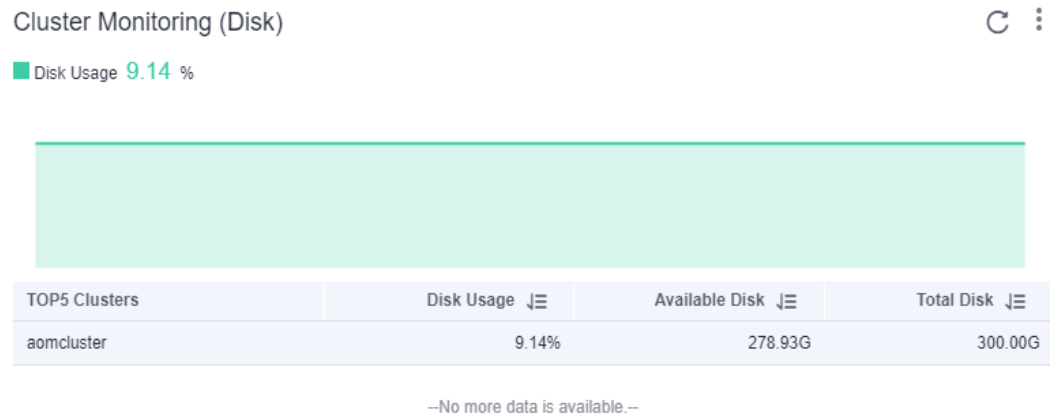 Cluster Monitoring (Disk)
Disk Usage 9.14 %
TOP5 Clusters Disk Usage Available Disk Total Disk
aomcluster 9.14% 278.93G 300.00G
--No more data is available.--